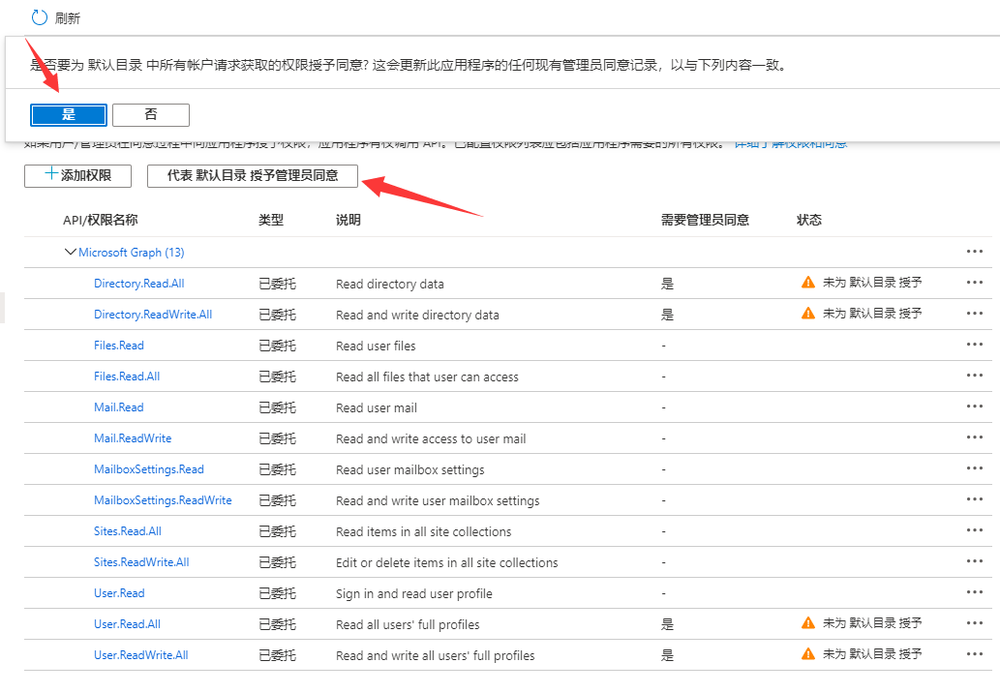 刷新
是否要为 默认目录 中所有帐户请求获取的权限授予同意? 这会更新此应用程序的任何现有管理员同意记录，以与下列内容一致。
是 否
如果用户/管理员在同意过程中向应用程序授予权限，应用程序有权调用 API。已配置权限列表应包括应用程序需要的所有权限。 详细了解权限和同意
添加权限 代表 默认目录 授予管理员同意
API/权限名称 类型 说明 需要管理员同意 状态
Microsoft Graph (13) ...
Directory.Read.All 已委托 Read directory data 是 未为 默认目录 授予 ...
Directory.ReadWrite.All 已委托 Read and write directory data 是 未为 默认目录 授予 ...
Files.Read 已委托 Read user files - ...
Files.Read.All 已委托 Read all files that user can access - ...
Mail.Read 已委托 Read user mail - ...
Mail.ReadWrite 已委托 Read and write access to user mail - ...
MailboxSettings.Read 已委托 Read user mailbox settings - ...
MailboxSettings.ReadWrite 已委托 Read and write user mailbox settings - ...
Sites.Read.All 已委托 Read items in all site collections - ...
Sites.ReadWrite.All 已委托 Edit or delete items in all site collections - ...
User.Read 已委托 Sign in and read user profile - ...
User.Read.All 已委托 Read all users' full profiles 是 未为 默认目录 授予 ...
User.ReadWrite.All 已委托 Read and write all users' full profiles 是 未为 默认目录 授予 ...